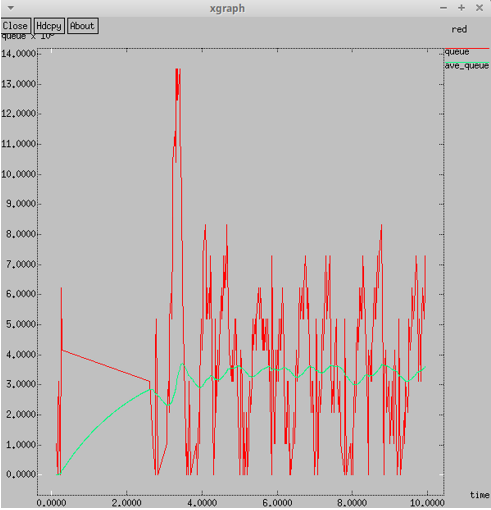 xgraph
Close Hdcpy About
red
queue x 10³
queue
ave_queue
14.0000
13.0000
12.0000
11.0000
10.0000
9.0000
8.0000
7.0000
6.0000
5.0000
4.0000
3.0000
2.0000
1.0000
0.0000
0.0000 2.0000 4.0000 6.0000 8.0000 10.0000
time